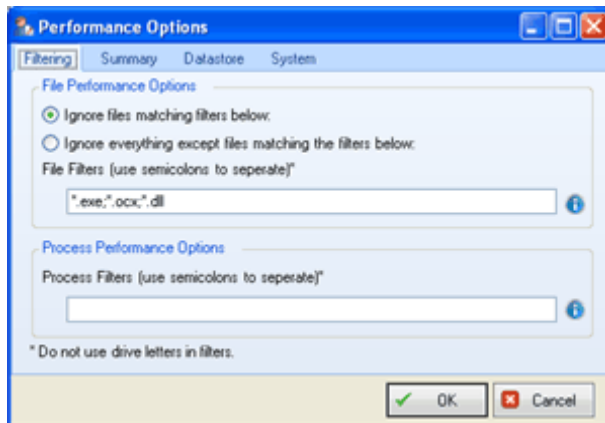 Performance Options
Filtering Summary Datastore System
File Performance Options
Ignore files matching filters below:
Ignore everything except files matching the filters below:
File Filters (use semicolons to seperate)*
*.exe;*.ocx;*.dll
Process Performance Options
Process Filters (use semicolons to seperate)*
* Do not use drive letters in filters.
OK Cancel